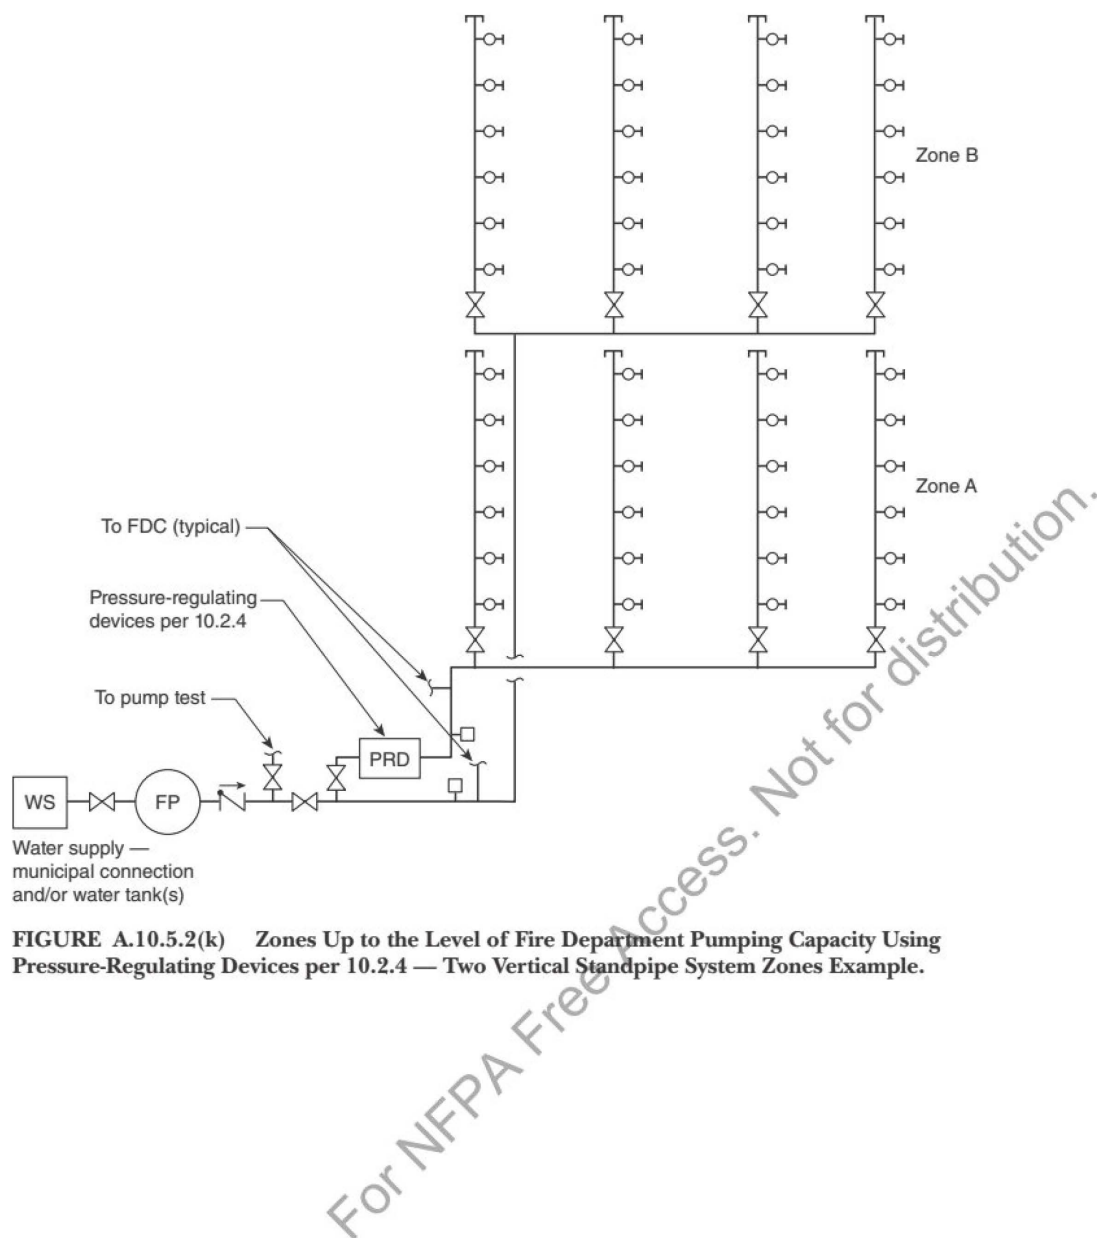 Zone B
Zone A
To FDC (typical)
Pressure-regulating
devices per 10.2.4
To pump test
PRD
WS
FP
Water supply —
municipal connection
and/or water tank(s)
FIGURE A.10.5.2(k) Zones Up to the Level of Fire Department Pumping Capacity Using
Pressure-Regulating Devices per 10.2.4 — Two Vertical Standpipe System Zones Example.
For NFPA Free Access. Not for distribution.